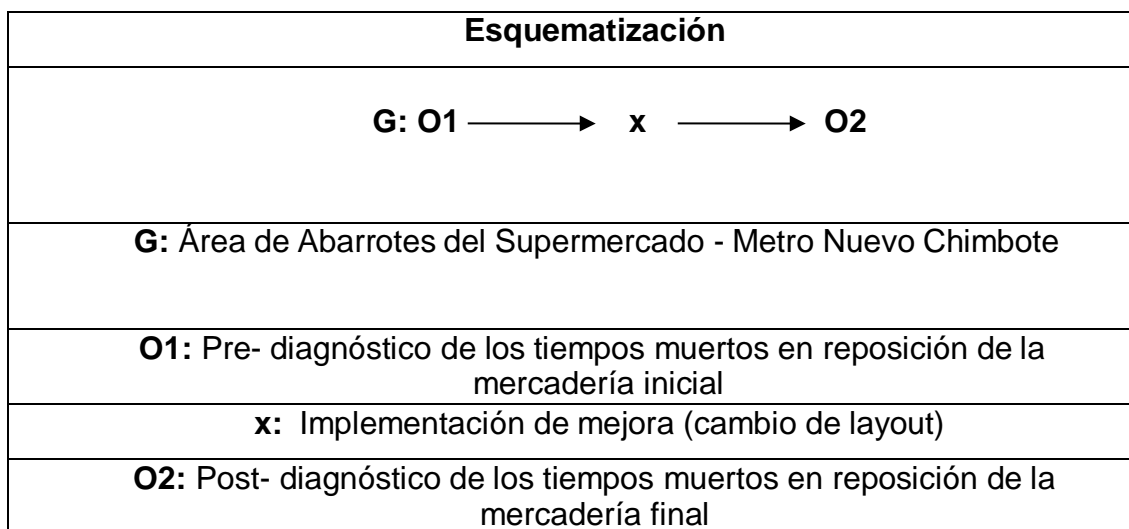 Esquematización
G: O1 x O2
G: Área de Abarrotes del Supermercado - Metro Nuevo Chimbote
O1: Pre- diagnóstico de los tiempos muertos en reposición de la
mercadería inicial
x: Implementación de mejora (cambio de layout)
O2: Post- diagnóstico de los tiempos muertos en reposición de la
mercadería final